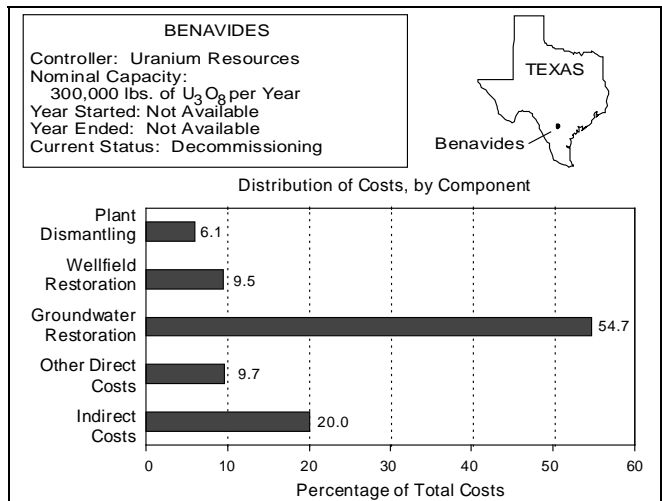 BENAVIDES
Controller: Uranium Resources
Nominal Capacity:
300,000 lbs. of U3O8 per Year
Year Started: Not Available
Year Ended: Not Available
Current Status: Decommissioning
TEXAS
Benavides
Distribution of Costs, by Component
Plant
Dismantling
6.1
Wellfield
Restoration
9.5
Groundwater
Restoration
54.7
Other Direct
Costs
9.7
Indirect
Costs
20.0
0 10 20 30 40 50 60
Percentage of Total Costs